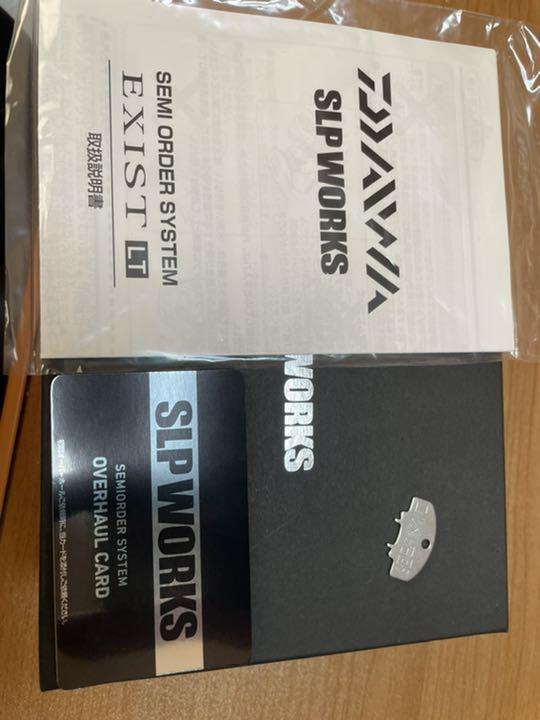 DAIWA
SLP WORKS
SEMI ORDER SYSTEM
EXIST LT
取扱説明書
WORKS
SLP WORKS
SEMIORDER SYSTEM
OVERHAUL CARD